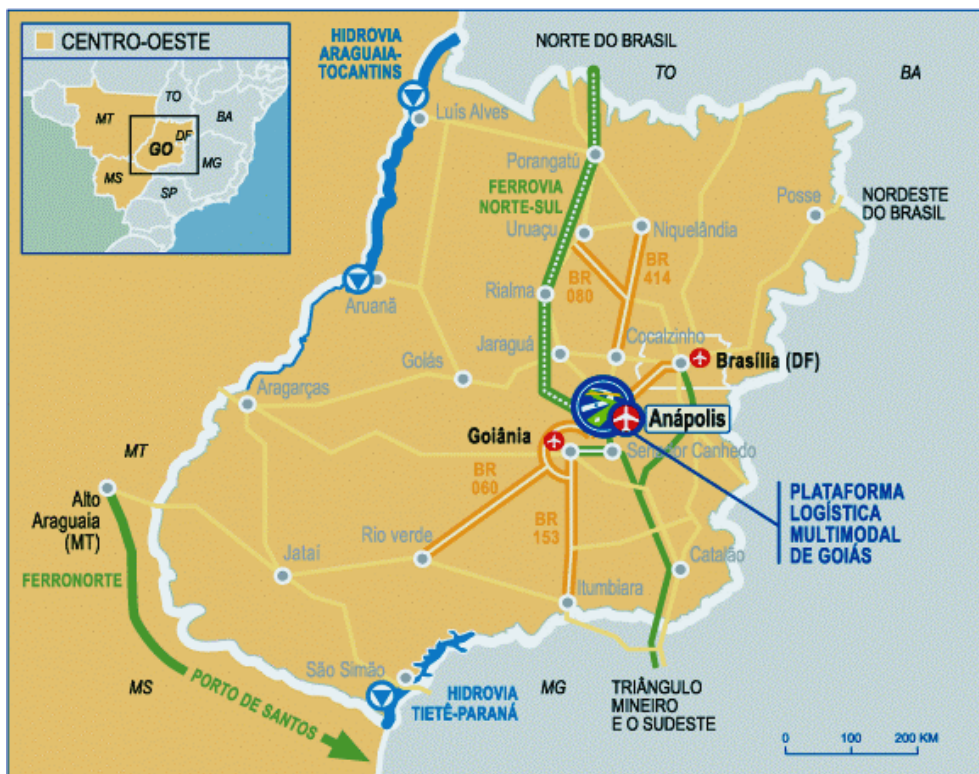 CENTRO-OESTE
TO
MT
BA
DF
GO
MG
MS
SP
HIDROVIA
ARAGUAIA-
TOCANTINS
NORTE DO BRASIL
TO
BA
Luís Alves
Porangatú
FERROVIA
NORTE-SUL
Posse
NORDESTE
DO BRASIL
Uruaçu
Niquelândia
BR
080
BR
414
Rialma
Aruanã
Jaraguá
Cocalzinho
Goiás
Brasília (DF)
Aragarças
Anápolis
Goiânia
Senador Canhedo
MT
BR
060
Alto
Araguaia
(MT)
PLATAFORMA
LOGÍSTICA
MULTIMODAL
DE GOIÁS
BR
153
Rio verde
Jataí
Catalão
FERRONORTE
Itumbiara
São Simão
PORTO DE SANTOS
MS
HIDROVIA
TIETÊ-PARANÁ
MG
TRIÂNGULO
MINEIRO
E O SUDESTE
0 100 200 KM